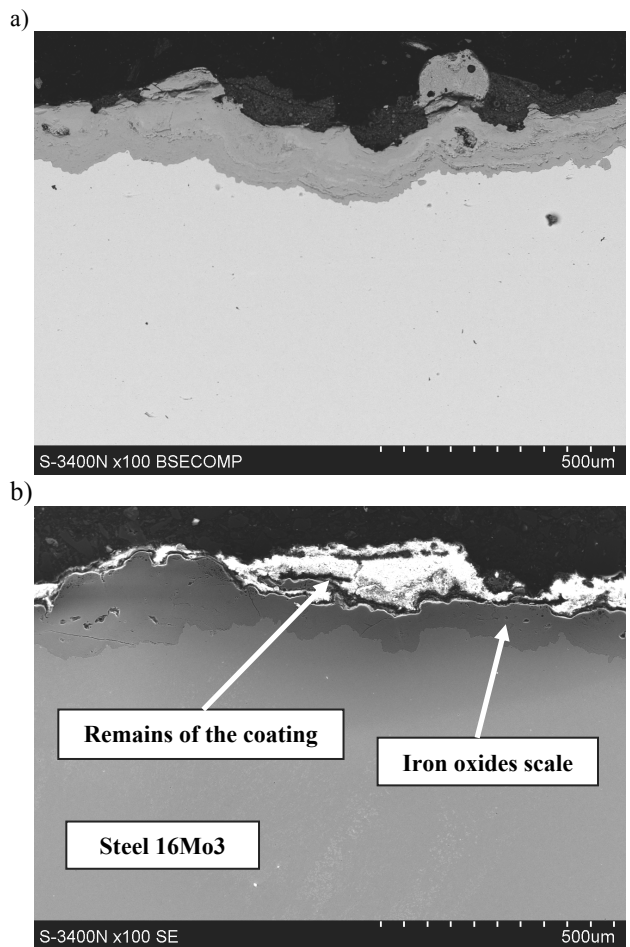 a)
S-3400N x100 BSECOMP
500um
b)
Remains of the coating
Iron oxides scale
Steel 16Mo3
S-3400N x100 SE
500um